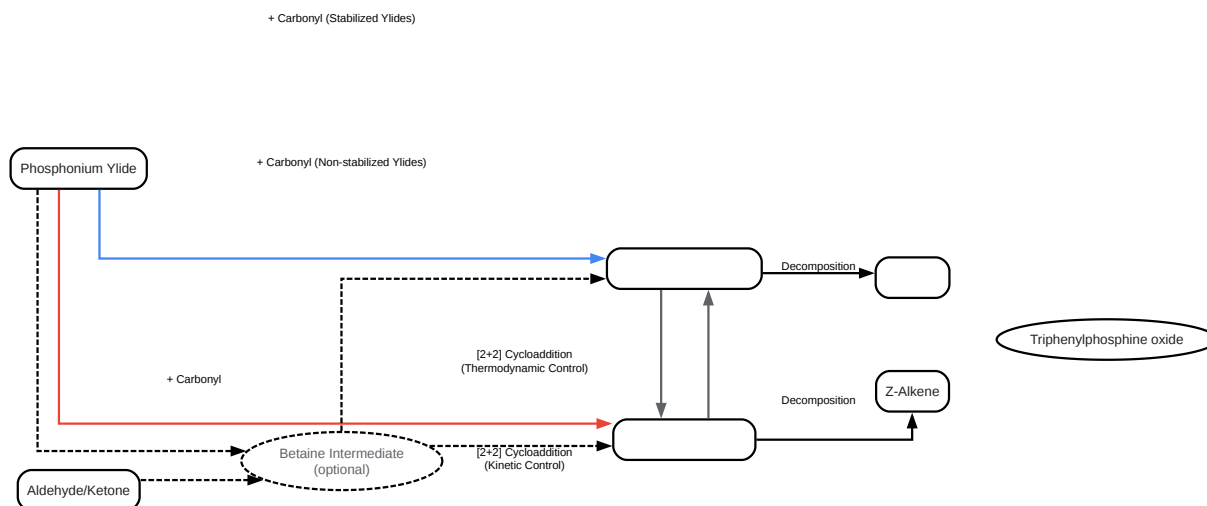 + Carbonyl (Stabilized Ylides)
Phosphonium Ylide
+ Carbonyl (Non-stabilized Ylides)
Decomposition
Triphenylphosphine oxide
[2+2] Cycloaddition
(Thermodynamic Control)
+ Carbonyl
Z-Alkene
Decomposition
Betaine Intermediate
(optional)
[2+2] Cycloaddition
(Kinetic Control)
Aldehyde/Ketone